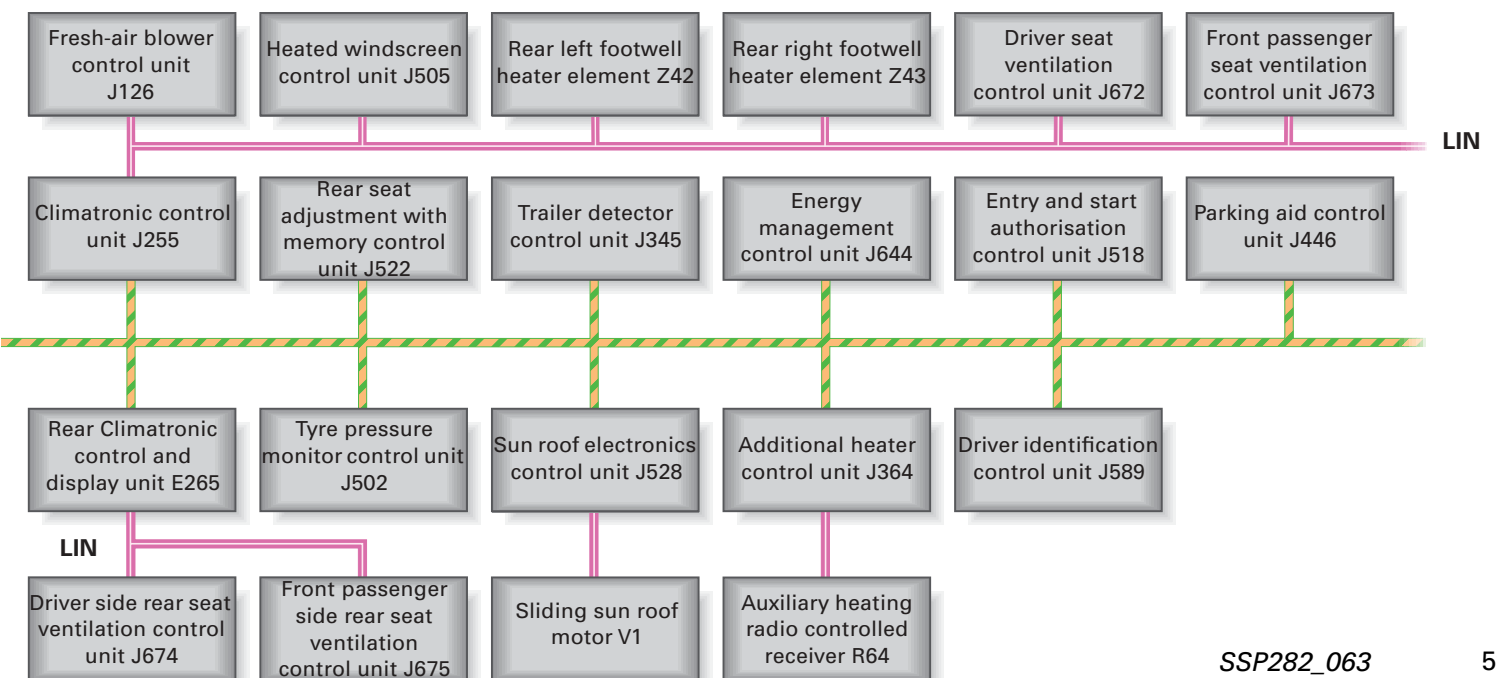 Fresh-air blower
control unit
J126
Heated windscreen
control unit J505
Rear left footwell
heater element Z42
Rear right footwell
heater element Z43
Driver seat
ventilation
control unit J672
Front passenger
seat ventilation
control unit J673
LIN
Climatronic control
unit J255
Rear seat
adjustment with
memory control
unit J522
Trailer detector
control unit J345
Energy
management
control unit J644
Entry and start
authorisation
control unit J518
Parking aid control
unit J446
Rear Climatronic
control and
display unit E265
Tyre pressure
monitor control unit
J502
Sun roof electronics
control unit J528
Additional heater
control unit J364
Driver identification
control unit J589
LIN
Driver side rear seat
ventilation control
unit J674
Front passenger
side rear seat
ventilation
control unit J675
Sliding sun roof
motor V1
Auxiliary heating
radio controlled
receiver R64
SSP282_063
5